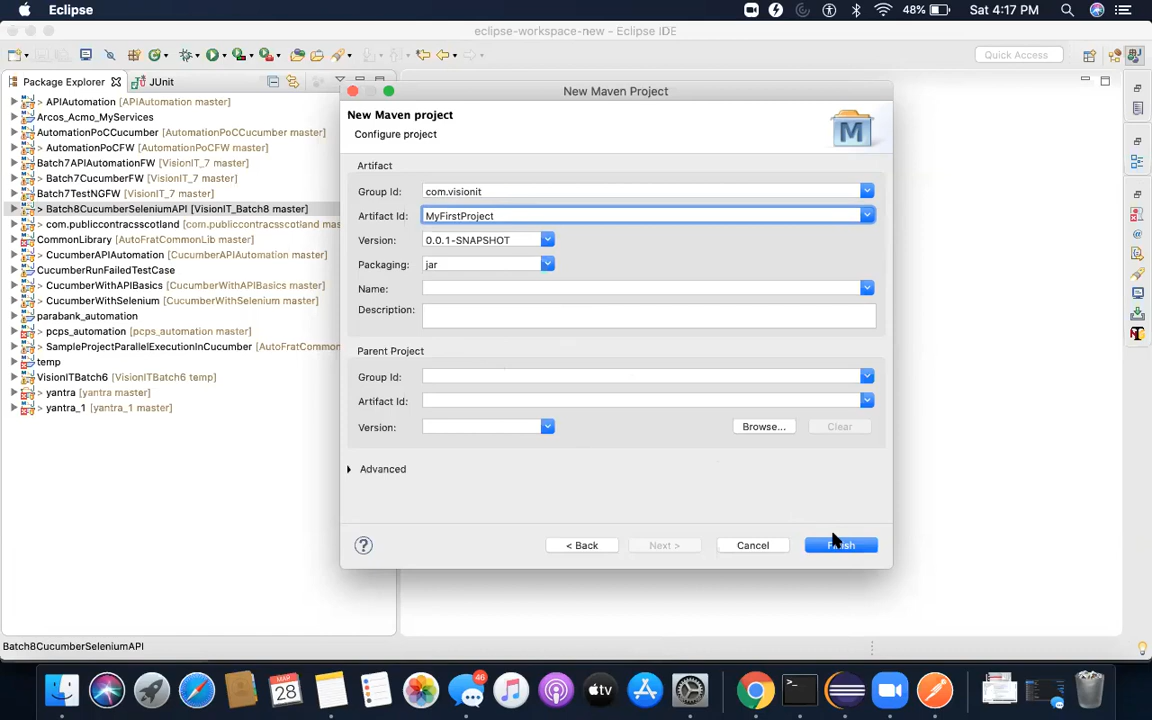 Eclipse
48%
Sat 4:17 PM
eclipse-workspace-new - Eclipse IDE
Quick Access
Package Explorer
JUnit
> APIAutomation [APIAutomation master]
Arcos_Acmo_MyServices
AutomationPoCCucumber [AutomationPoCCucumber master]
> AutomationPoCFW [AutomationPoCFW master]
Batch7APIAutomationFW [VisionIT_7 master]
> Batch7CucumberFW [VisionIT_7 master]
Batch7TestNGFW [VisionIT_7 master]
> Batch8CucumberSeleniumAPI [VisionIT_Batch8 master]
> com.publiccontracsscotland [com.publiccontracsscotland
CommonLibrary [AutoFratCommonLib master]
> CucumberAPIAutomation [CucumberAPIAutomation master]
CucumberRunFailedTestCase
> CucumberWithAPIBasics [CucumberWithAPIBasics master]
> CucumberWithSelenium [CucumberWithSelenium master]
parabank_automation
> pcps_automation [pcps_automation master]
> SampleProjectParallelExecutionInCucumber [AutoFratCommon
temp
VisionITBatch6 [VisionITBatch6 temp]
> yantra [yantra master]
> yantra_1 [yantra_1 master]
New Maven Project
New Maven project
Configure project
M
Artifact
Group Id: com.visionit
Artifact Id: MyFirstProject
Version: 0.0.1-SNAPSHOT
Packaging: jar
Name:
Description:
Parent Project
Group Id:
Artifact Id:
Version:
Browse...
Clear
Advanced
?
< Back
Next >
Cancel
Finish
Batch8CucumberSeleniumAPI
MAR
28
46
tv